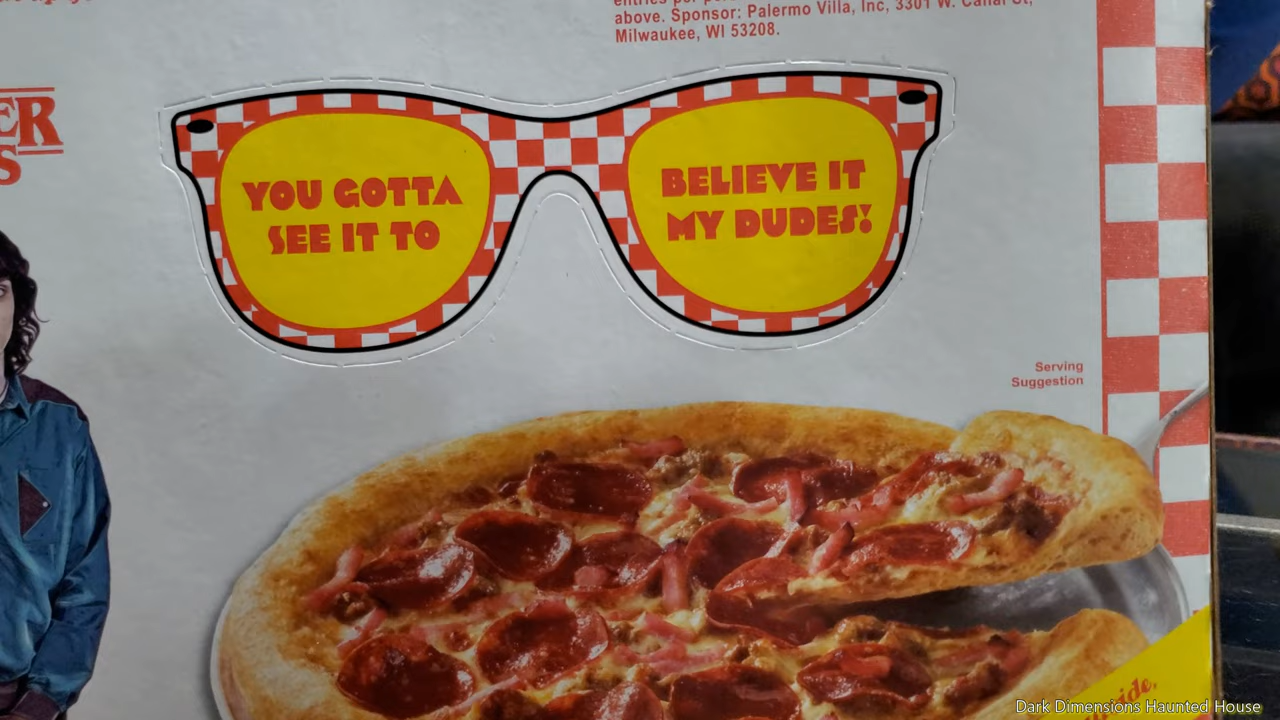 above. Sponsor: Palermo Villa, Inc, 3301 W. Canal St,
Milwaukee, WI 53208.
YOU GOTTA
SEE IT TO
BELIEVE IT
MY DUDES!
Serving
Suggestion
Dark Dimensions Haunted House